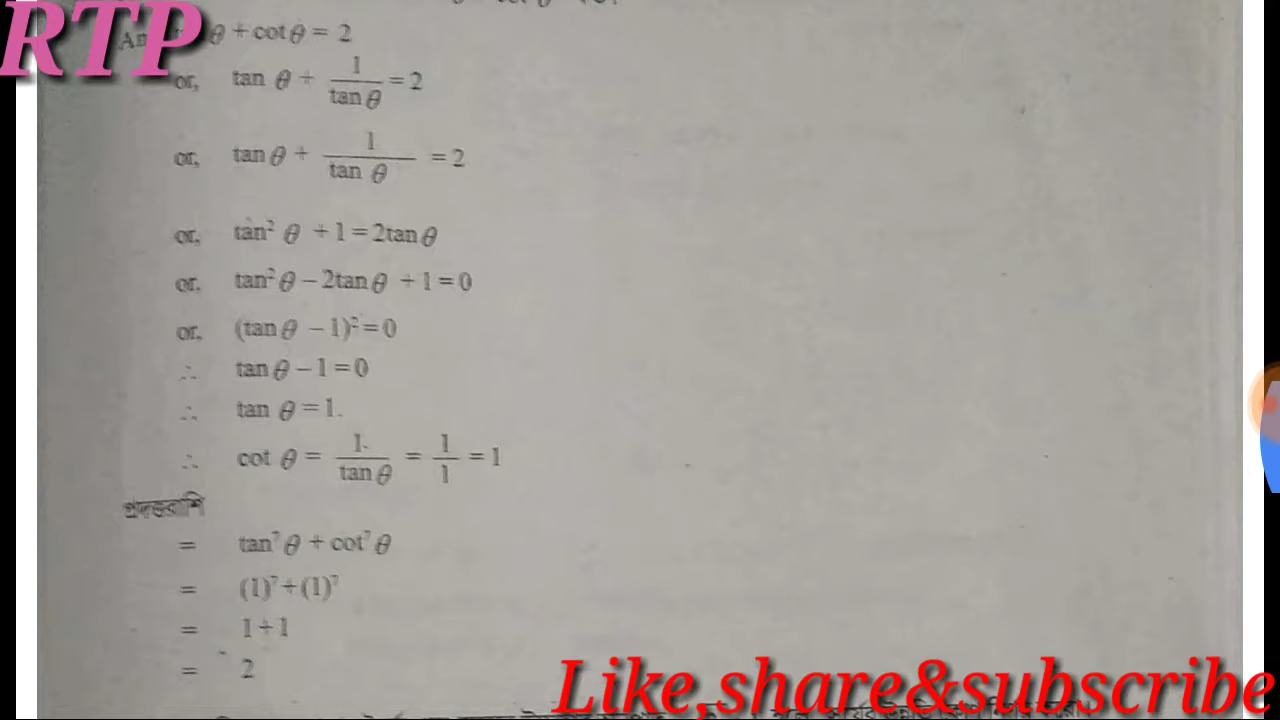 RTP
θ + cot θ = 2
or, tan θ + 1/tan θ = 2
or, tan θ + 1/tan θ = 2
or, tan² θ + 1 = 2tan θ
or, tan² θ – 2tan θ + 1 = 0
or, (tan θ – 1)² = 0
∴ tan θ – 1 = 0
∴ tan θ = 1.
∴ cot θ = 1/tan θ = 1/1 = 1
প্রদত্তরাশি
= tan⁷ θ + cot⁷ θ
= (1)⁷ + (1)⁷
= 1 + 1
= 2
Like,share&subscribe